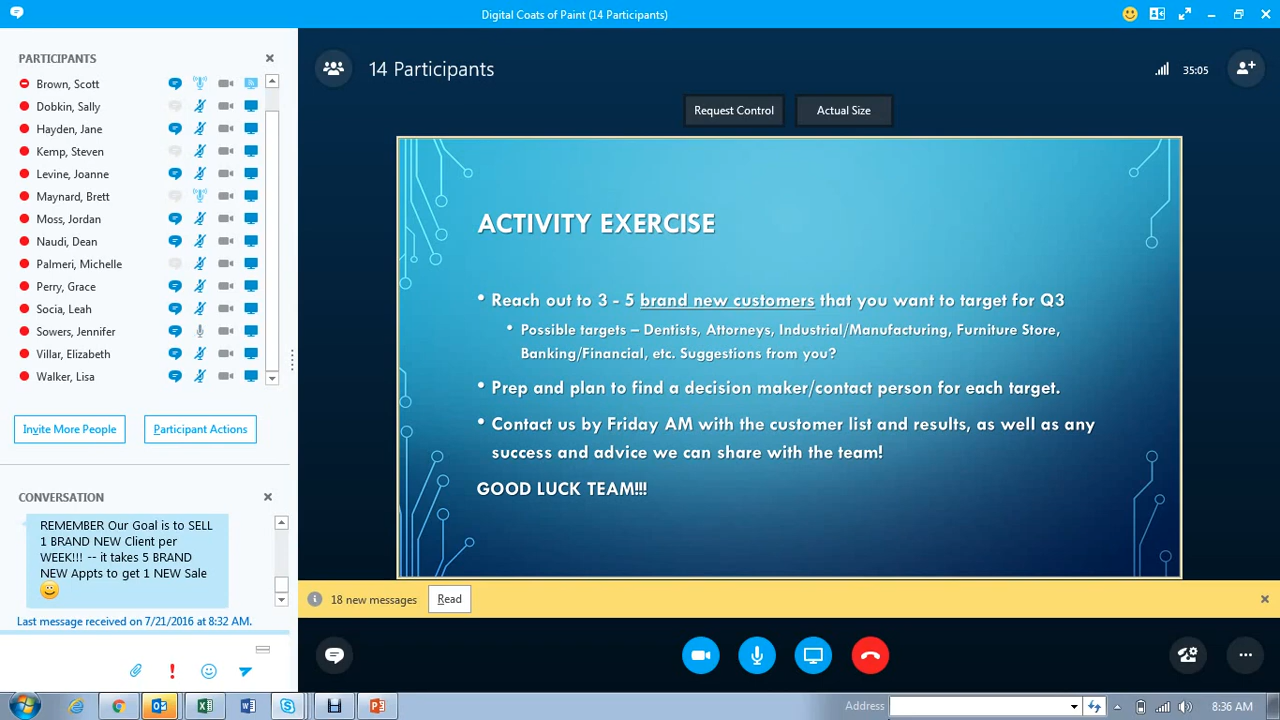 Digital Coats of Paint (14 Participants)
PARTICIPANTS
Brown, Scott
Dobkin, Sally
Hayden, Jane
Kemp, Steven
Levine, Joanne
Maynard, Brett
Moss, Jordan
Naudi, Dean
Palmeri, Michelle
Perry, Grace
Socia, Leah
Sowers, Jennifer
Villar, Elizabeth
Walker, Lisa
Invite More People
Participant Actions
CONVERSATION
REMEMBER Our Goal is to SELL
1 BRAND NEW Client per
WEEK!!! -- it takes 5 BRAND
NEW Appts to get 1 NEW Sale
Last message received on 7/21/2016 at 8:32 AM.
14 Participants
35:05
Request Control
Actual Size
ACTIVITY EXERCISE
• Reach out to 3 - 5 brand new customers that you want to target for Q3
• Possible targets – Dentists, Attorneys, Industrial/Manufacturing, Furniture Store,
Banking/Financial, etc. Suggestions from you?
• Prep and plan to find a decision maker/contact person for each target.
• Contact us by Friday AM with the customer list and results, as well as any
success and advice we can share with the team!
GOOD LUCK TEAM!!!
18 new messages
Read
Address
8:36 AM